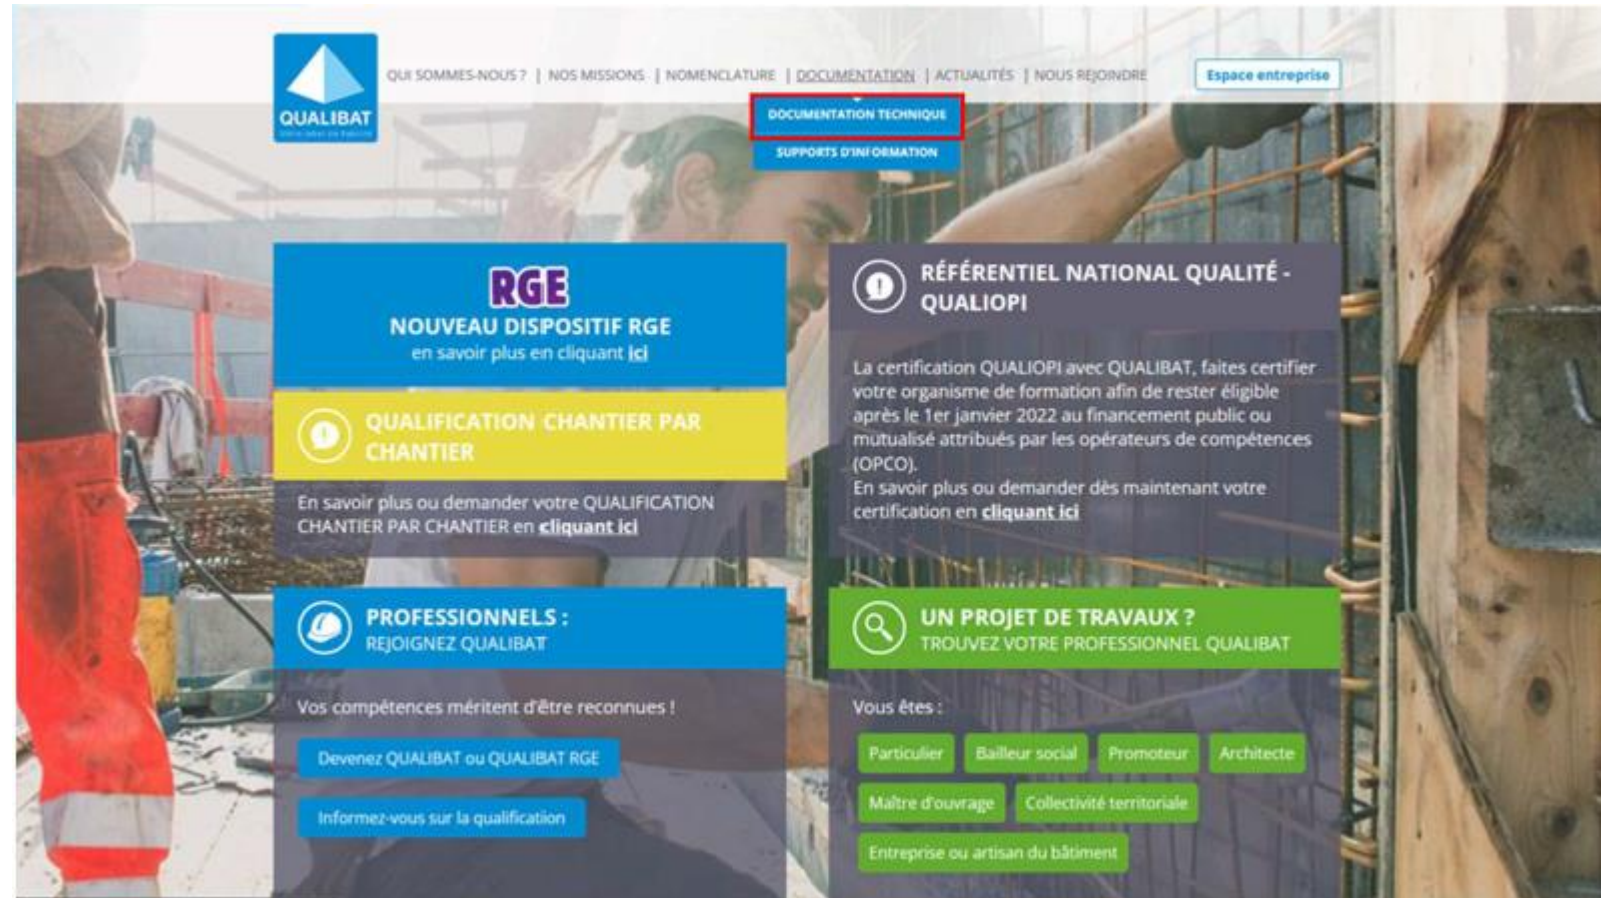 QUALIBAT
QUI SOMMES-NOUS ? | NOS MISSIONS | NOMENCLATURE | DOCUMENTATION | ACTUALITÉS | NOUS REJOINDRE
Espace entreprise
DOCUMENTATION TECHNIQUE
SUPPORTS D'INFORMATION
RGE
NOUVEAU DISPOSITIF RGE
en savoir plus en cliquant ici
QUALIFICATION CHANTIER PAR
CHANTIER
En savoir plus ou demander votre QUALIFICATION
CHANTIER PAR CHANTIER en cliquant ici
RÉFÉRENTIEL NATIONAL QUALITÉ -
QUALIOPI
La certification QUALIOPI avec QUALIBAT, faites certifier
votre organisme de formation afin de rester éligible
après le 1er janvier 2022 au financement public ou
mutualisé attribués par les opérateurs de compétences
(OPCO).
En savoir plus ou demander dès maintenant votre
certification en cliquant ici
PROFESSIONNELS :
REJOIGNEZ QUALIBAT
Vos compétences méritent d'être reconnues !
Devenez QUALIBAT ou QUALIBAT RGE
Informez-vous sur la qualification
UN PROJET DE TRAVAUX ?
TROUVEZ VOTRE PROFESSIONNEL QUALIBAT
Vous êtes :
Particulier Bailleur social Promoteur Architecte
Maître d'ouvrage Collectivité territoriale
Entreprise ou artisan du bâtiment